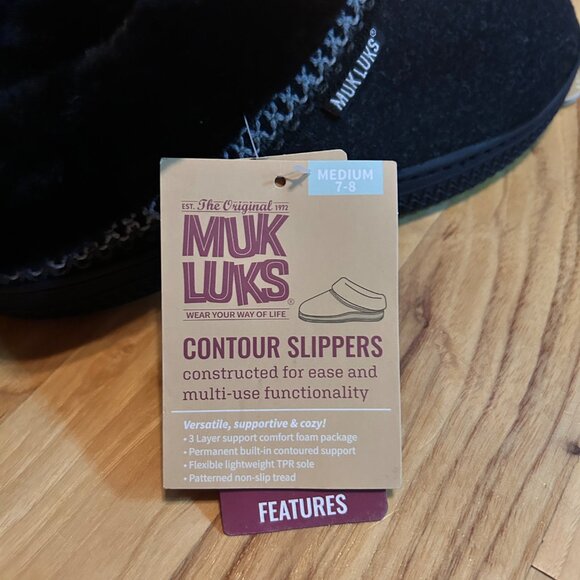 MUK LUKS®
MEDIUM
7-8
EST. The Original 1972
MUK
LUKS®
WEAR YOUR WAY OF LIFE
CONTOUR SLIPPERS
constructed for ease and
multi-use functionality
Versatile, supportive & cozy!
• 3 Layer support comfort foam package
• Permanent built-in contoured support
• Flexible lightweight TPR sole
• Patterned non-slip tread
FEATURES